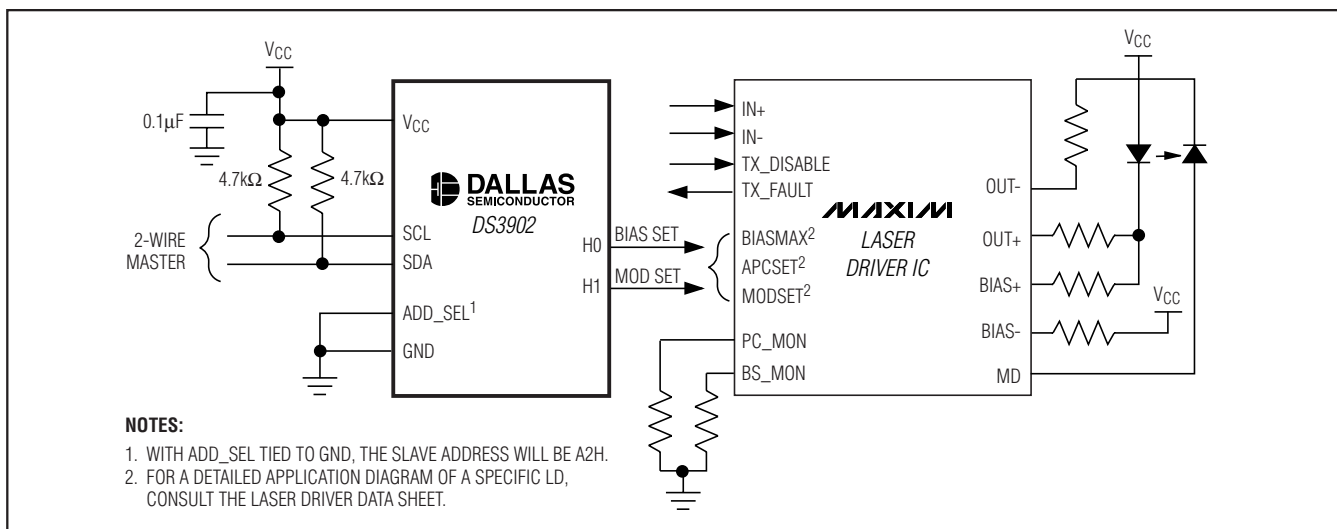 VCC
0.1µF
4.7kΩ
4.7kΩ
2-WIRE
MASTER
VCC
SCL
SDA
ADD_SEL1
GND
DALLAS
SEMICONDUCTOR
DS3902
H0
H1
BIAS SET
MOD SET
IN+
IN-
TX_DISABLE
TX_FAULT
BIASMAX2
APCSET2
MODSET2
PC_MON
BS_MON
MAXIM
LASER
DRIVER IC
OUT-
OUT+
BIAS+
BIAS-
MD
VCC
VCC
NOTES:
1. WITH ADD_SEL TIED TO GND, THE SLAVE ADDRESS WILL BE A2H.
2. FOR A DETAILED APPLICATION DIAGRAM OF A SPECIFIC LD,
CONSULT THE LASER DRIVER DATA SHEET.